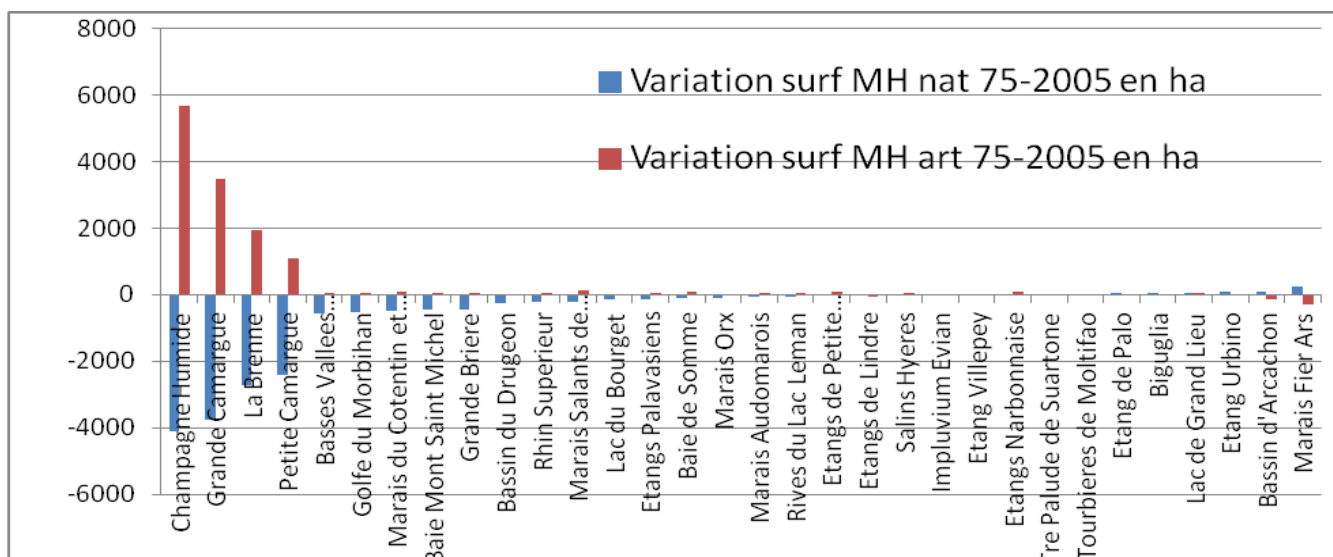 8000
6000
4000
2000
0
-2000
-4000
-6000
Variation surf MH nat 75-2005 en ha
Variation surf MH art 75-2005 en ha
Champagne Humide
Grande Camargue
La Brenne
Petite Camargue
Basses Vallees…
Golfe du Morbihan
Marais du Cotentin et…
Baie Mont Saint Michel
Grande Briere
Bassin du Drugeon
Rhin Superieur
Marais Salants de…
Lac du Bourget
Etangs Palavasiens
Baie de Somme
Marais Orx
Marais Audomarois
Rives du Lac Leman
Etangs de Petite…
Etangs de Lindre
Salins Hyeres
Impluvium Evian
Etang Villepey
Etangs Narbonnaise
Tre Palude de Suartone
Tourbieres de Moltifao
Etang de Palo
Biguglia
Lac de Grand Lieu
Etang Urbino
Bassin d'Arcachon
Marais Fier Ars